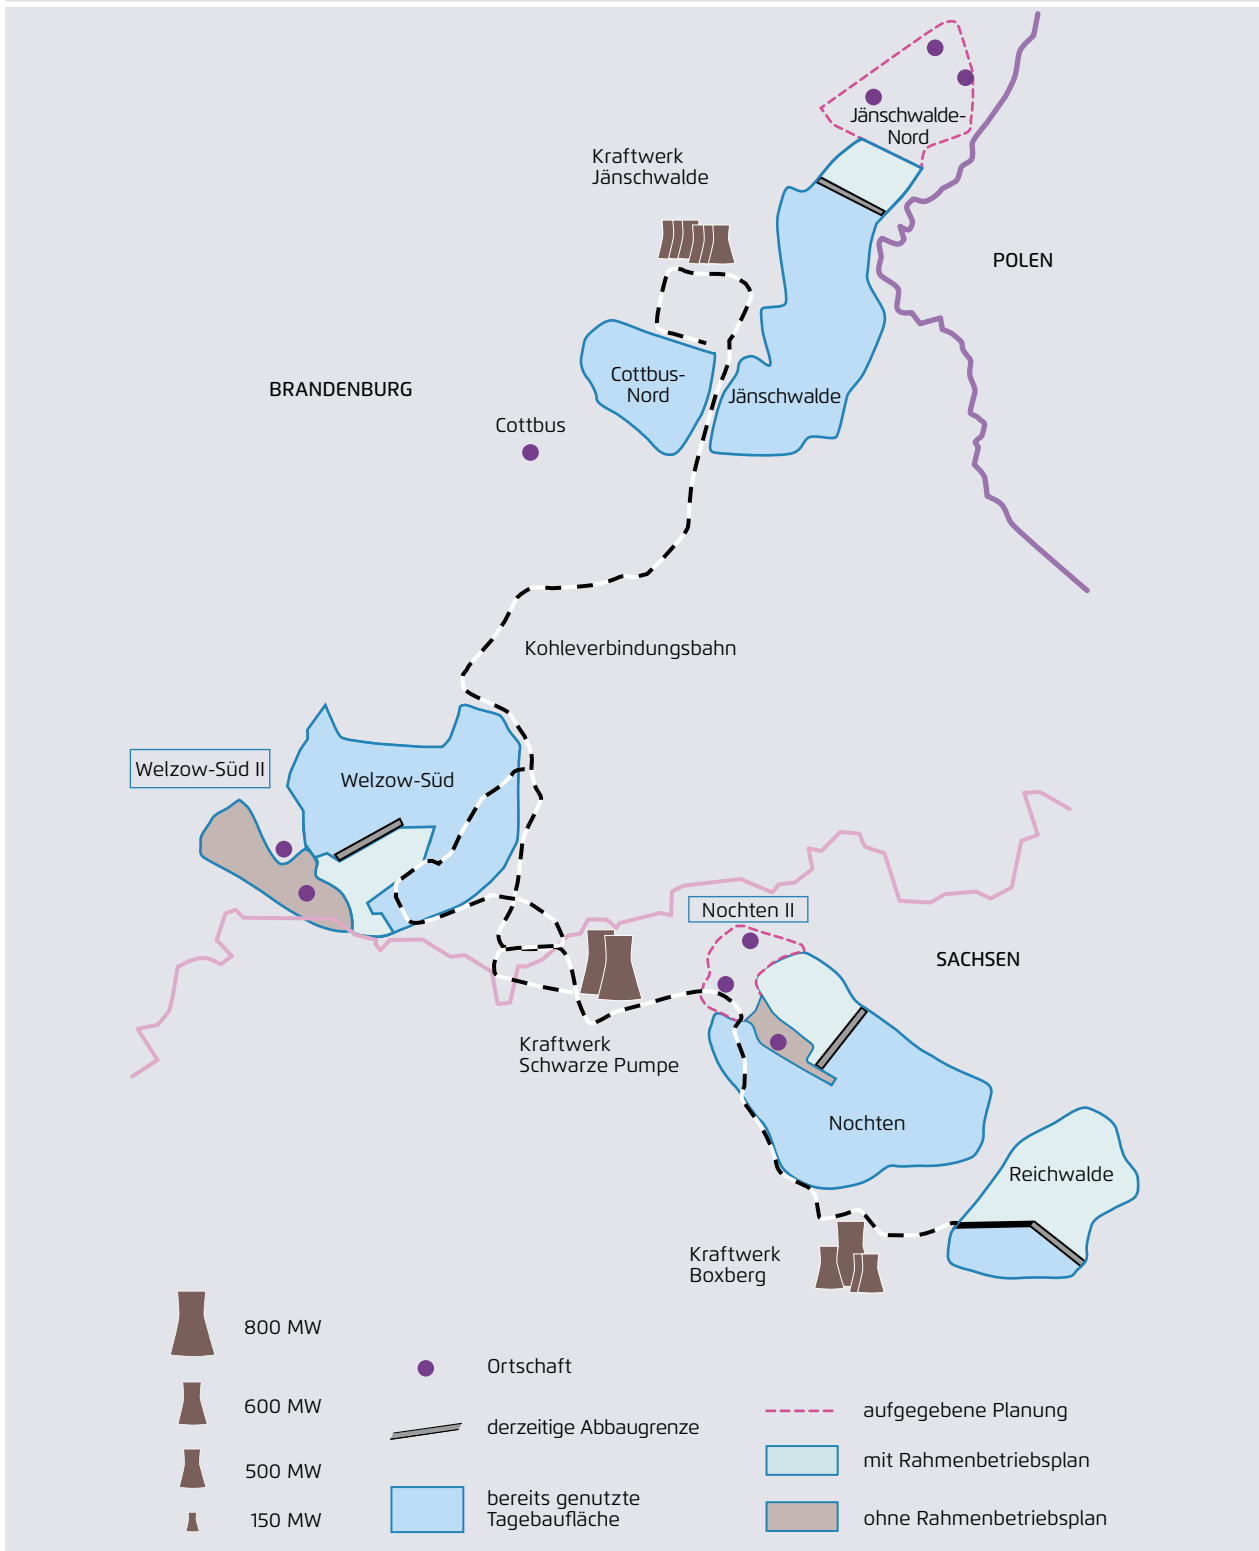 Jänschwalde-
Nord
Kraftwerk
Jänschwalde
POLEN
Cottbus-
Nord
Jänschwalde
BRANDENBURG
Cottbus
Kohleverbindungsbahn
Welzow-Süd II
Welzow-Süd
Nochten II
SACHSEN
Kraftwerk
Schwarze Pumpe
Nochten
Reichwalde
Kraftwerk
Boxberg
800 MW
600 MW
500 MW
150 MW
Ortschaft
derzeitige Abbaugrenze
bereits genutzte
Tagebaufläche
aufgegebene Planung
mit Rahmenbetriebsplan
ohne Rahmenbetriebsplan